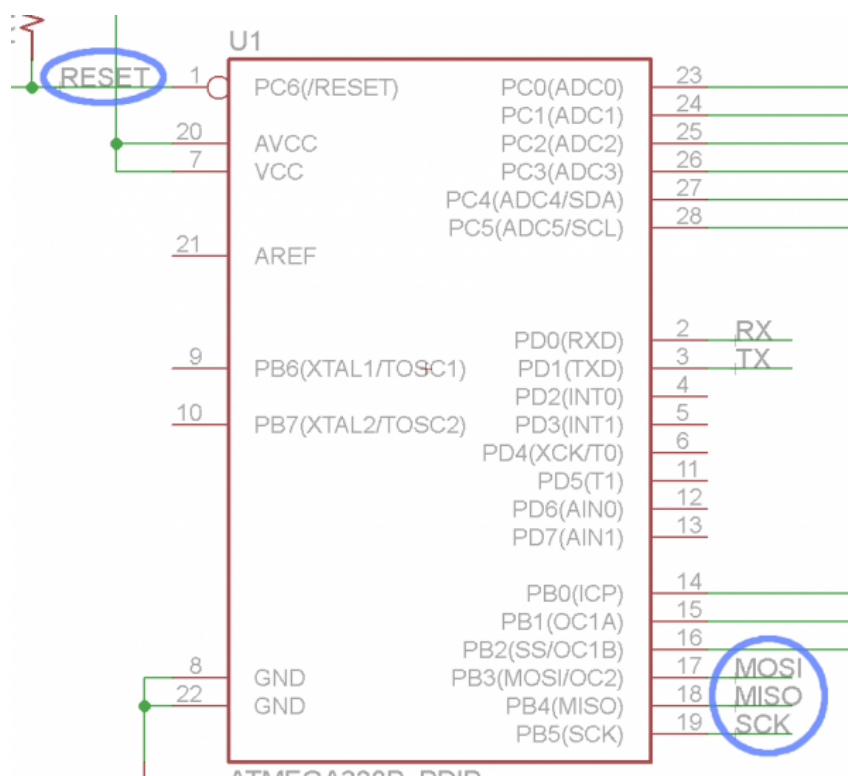 U1
RESET
1
PC6(/RESET)
PC0(ADC0)
23
PC1(ADC1)
24
20
AVCC
PC2(ADC2)
25
7
VCC
PC3(ADC3)
26
PC4(ADC4/SDA)
27
PC5(ADC5/SCL)
28
21
AREF
PD0(RXD)
2
RX
9
PB6(XTAL1/TOSC1)
PD1(TXD)
3
TX
PD2(INT0)
4
10
PB7(XTAL2/TOSC2)
PD3(INT1)
5
PD4(XCK/T0)
6
PD5(T1)
11
PD6(AIN0)
12
PD7(AIN1)
13
PB0(ICP)
14
PB1(OC1A)
15
PB2(SS/OC1B)
16
8
GND
PB3(MOSI/OC2)
17
MOSI
22
GND
PB4(MISO)
18
MISO
PB5(SCK)
19
SCK